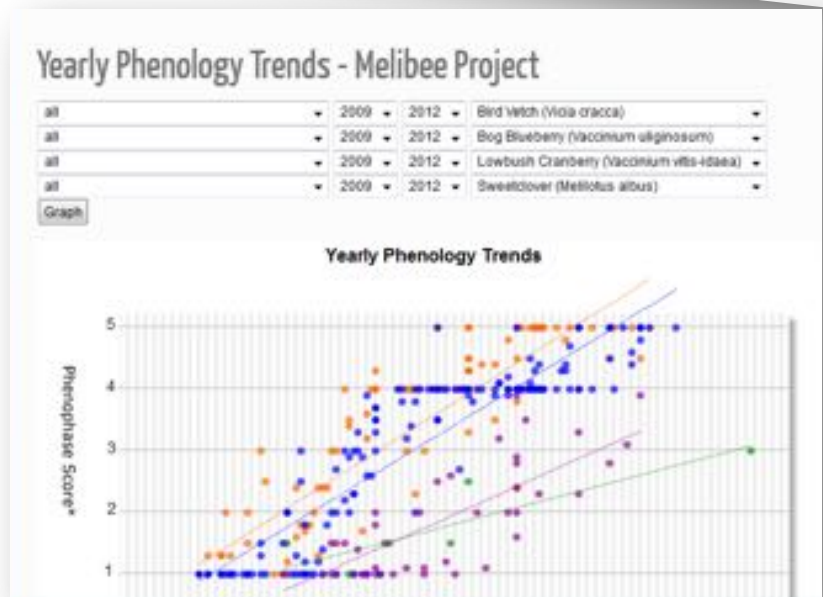 Yearly Phenology Trends - Melibee Project
all 2009 2012 Bird Vetch (Vicia cracca)
all 2009 2012 Bog Blueberry (Vaccinium uliginosum)
all 2009 2012 Lowbush Cranberry (Vaccinium vitis-idaea)
all 2009 2012 Sweetclover (Melilotus albus)
Graph
Yearly Phenology Trends
Phenophase Score*
5
4
3
2
1